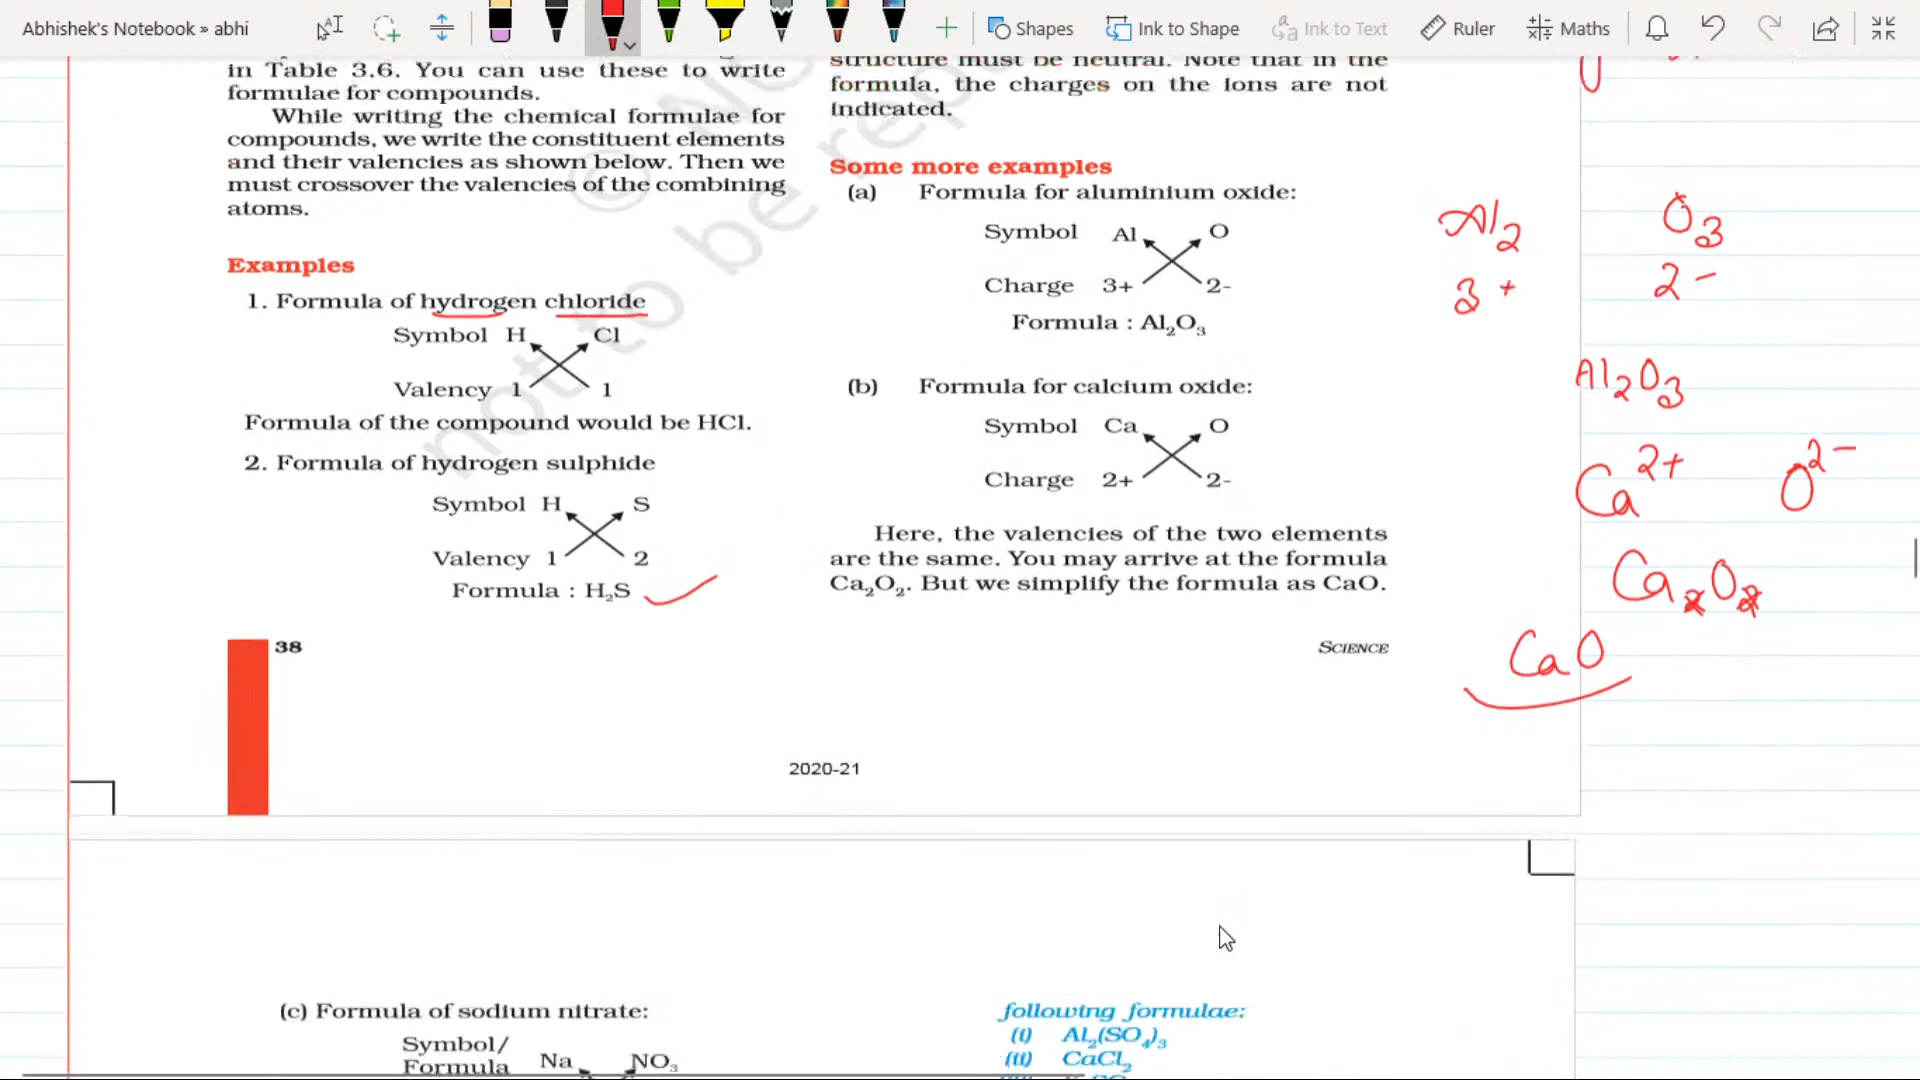 Abhishek's Notebook » abhi
Shapes
Ink to Shape
Ink to Text
Ruler
Maths
in Table 3.6. You can use these to write
formulae for compounds.
While writing the chemical formulae for
compounds, we write the constituent elements
and their valencies as shown below. Then we
must crossover the valencies of the combining
atoms.
Examples
1. Formula of hydrogen chloride
Symbol H Cl
Valency 1 1
Formula of the compound would be HCl.
2. Formula of hydrogen sulphide
Symbol H S
Valency 1 2
Formula : H₂S
38
structure must be neutral. Note that in the
formula, the charges on the ions are not
indicated.
Some more examples
(a) Formula for aluminium oxide:
Symbol Al O
Charge 3+ 2-
Formula : Al₂O₃
(b) Formula for calcium oxide:
Symbol Ca O
Charge 2+ 2-
Here, the valencies of the two elements
are the same. You may arrive at the formula
Ca₂O₂. But we simplify the formula as CaO.
SCIENCE
2020-21
Al₂ O₃
3+ 2-
Al₂O₃
Ca²⁺ O²⁻
Ca₂O₂
CaO
(c) Formula of sodium nitrate:
Symbol/
Formula Na NO₃
following formulae:
(i) Al₂(SO₄)₃
(ii) CaCl₂
not to be rep